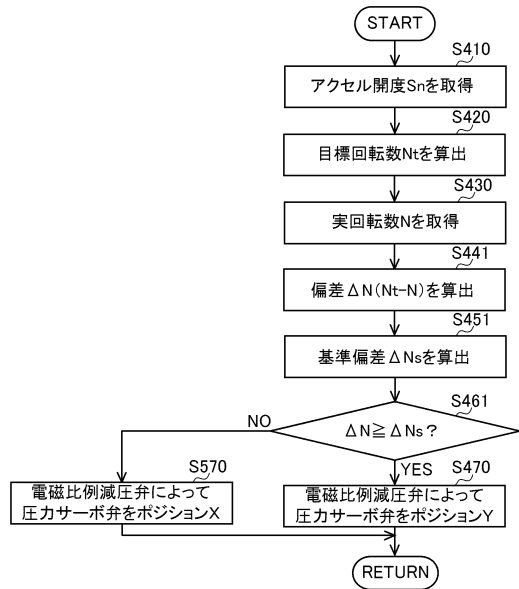 START
S410
アクセル開度Snを取得
S420
目標回転数Ntを算出
S430
実回転数Nを取得
S441
偏差ΔN(Nt-N)を算出
S451
基準偏差ΔNsを算出
S461
ΔN≧ΔNs?
NO
YES
S570
電磁比例減圧弁によって
圧力サーボ弁をポジションX
S470
電磁比例減圧弁によって
圧力サーボ弁をポジションY
RETURN